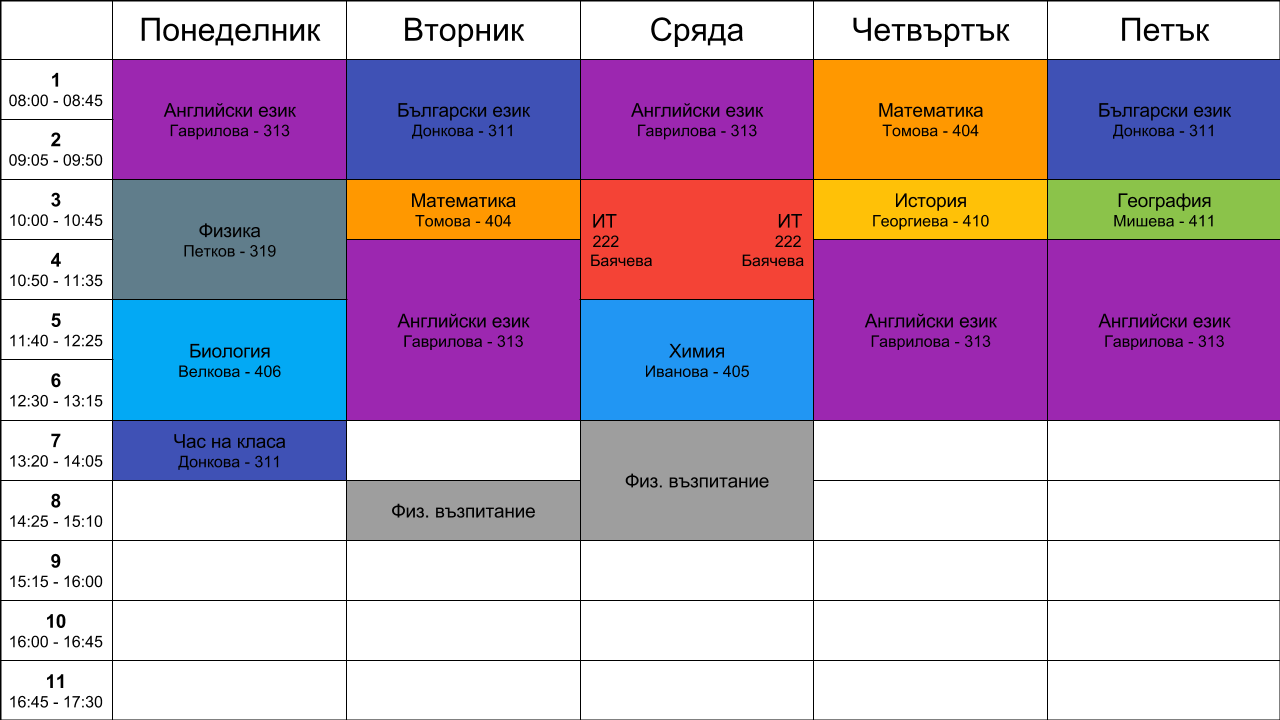 Понеделник Вторник Сряда Четвъртък Петък
1
08:00 - 08:45
Английски език
Гаврилова - 313
Български език
Донкова - 311
Английски език
Гаврилова - 313
Математика
Томова - 404
Български език
Донкова - 311
2
09:05 - 09:50
3
10:00 - 10:45
Физика
Петков - 319
Математика
Томова - 404
ИТ
222
Баячева
ИТ
222
Баячева
История
Георгиева - 410
География
Мишева - 411
4
10:50 - 11:35
Английски език
Гаврилова - 313
Английски език
Гаврилова - 313
Английски език
Гаврилова - 313
5
11:40 - 12:25
Биология
Велкова - 406
Химия
Иванова - 405
6
12:30 - 13:15
7
13:20 - 14:05
Час на класа
Донкова - 311
Физ. възпитание
8
14:25 - 15:10
Физ. възпитание
9
15:15 - 16:00
10
16:00 - 16:45
11
16:45 - 17:30